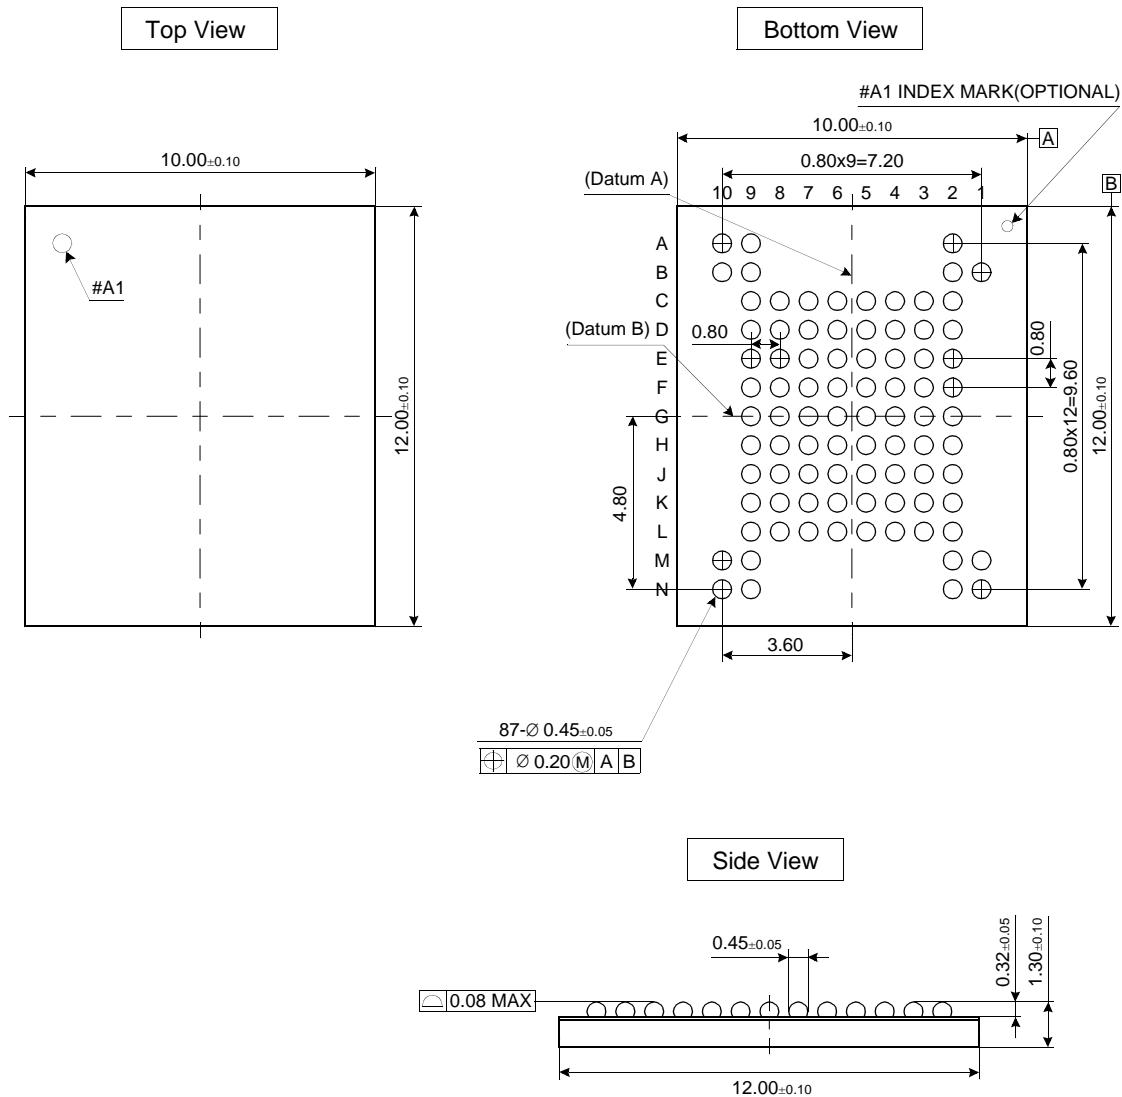 Top View
Bottom View
#A1 INDEX MARK(OPTIONAL)
10.00±0.10
A
10.00±0.10
0.80x9=7.20
(Datum A)
B
10 9 8 7 6 5 4 3 2 1
A
#A1
B
C
(Datum B)
D
0.80
0.80
E
F
12.00±0.10
G
0.80x12=9.60
12.00±0.10
H
J
4.80
K
L
M
N
3.60
87-∅ 0.45±0.05
⌖ ∅ 0.20 Ⓜ A B
Side View
0.45±0.05
0.32±0.05
1.30±0.10
0.08 MAX
12.00±0.10